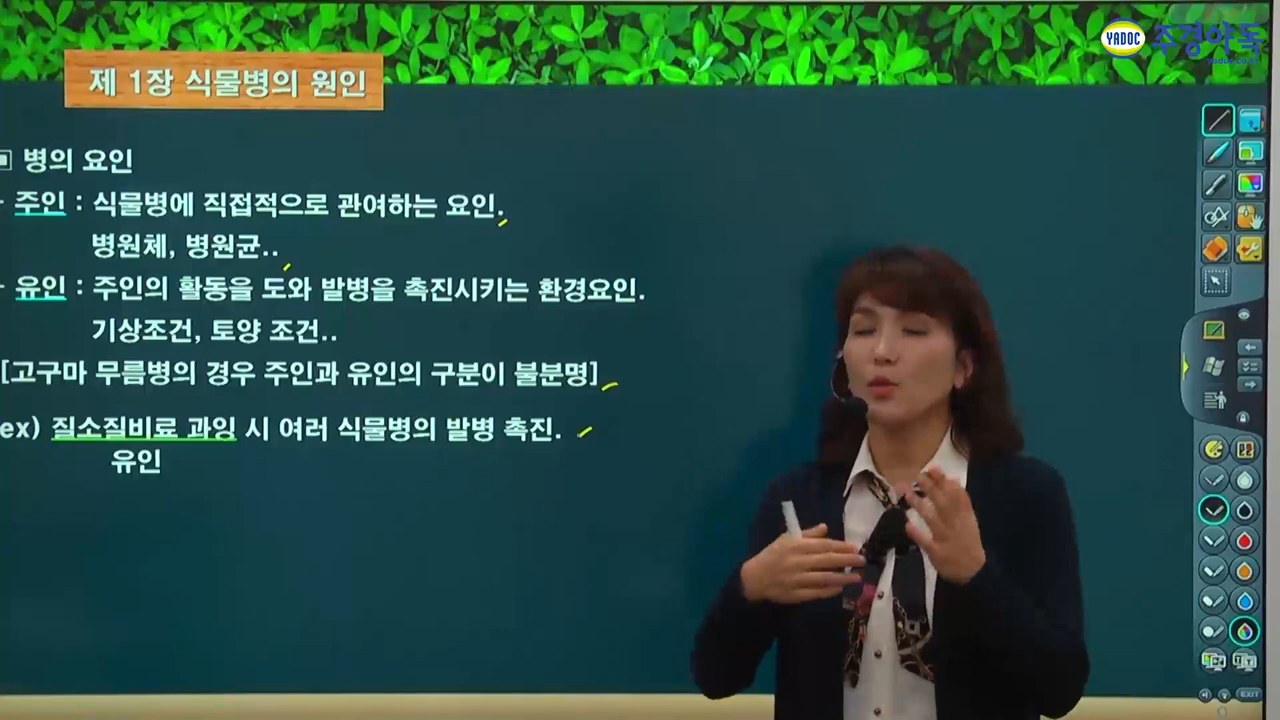 YADOC 주경야독
yadoc.co.kr
제 1장 식물병의 원인
병의 요인
- 주인 : 식물병에 직접적으로 관여하는 요인.
병원체, 병원균..
- 유인 : 주인의 활동을 도와 발병을 촉진시키는 환경요인.
기상조건, 토양 조건..
[고구마 무름병의 경우 주인과 유인의 구분이 불분명]
ex) 질소질비료 과잉 시 여러 식물병의 발병 촉진.
유인
EXIT